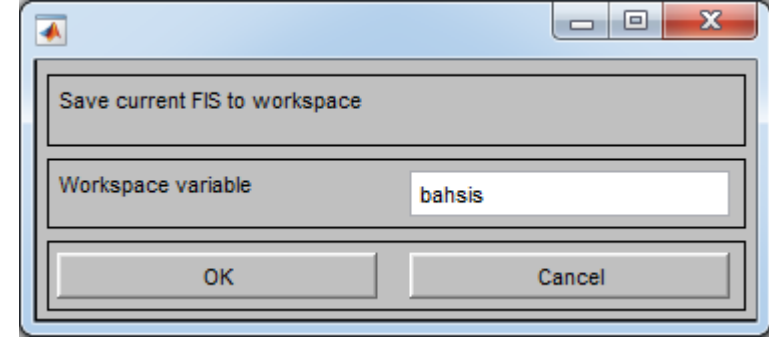 Save current FIS to workspace
Workspace variable
bahsis
OK
Cancel